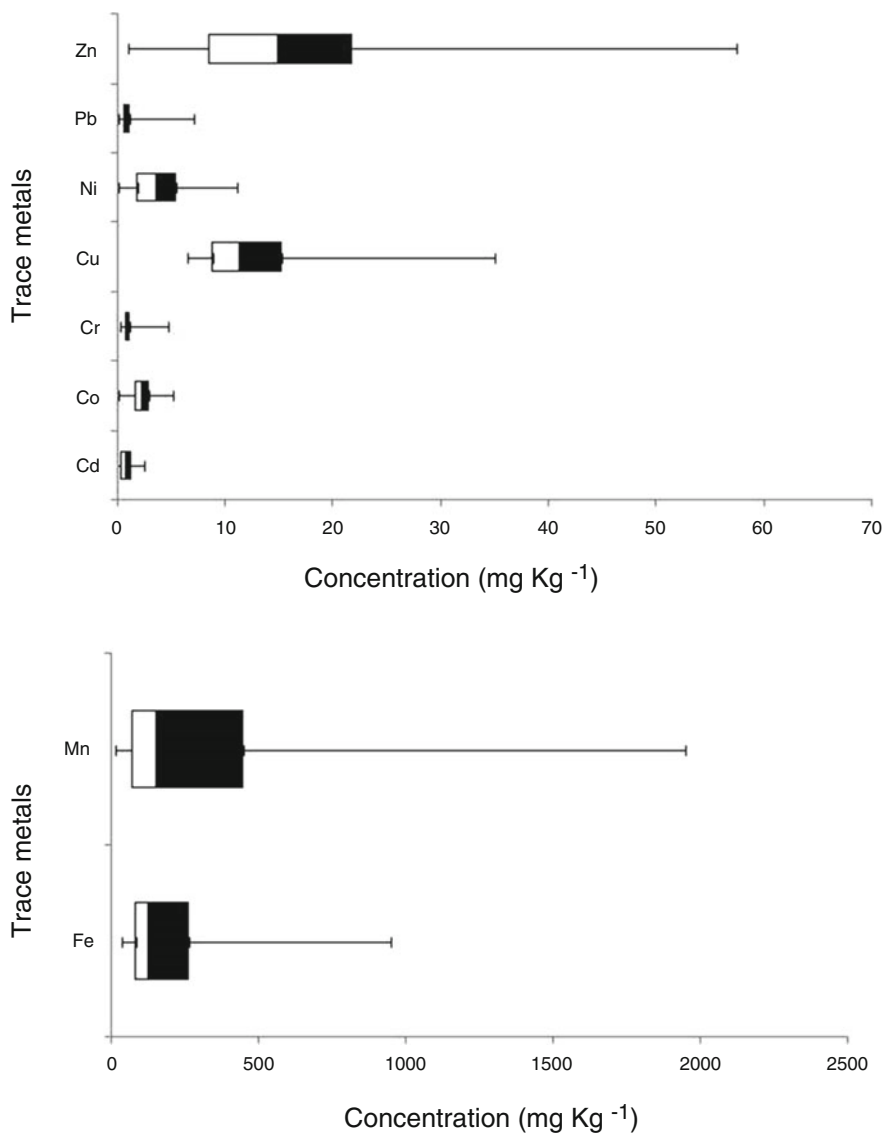 Trace metals
Zn
Pb
Ni
Cu
Cr
Co
Cd
0 10 20 30 40 50 60 70
Concentration (mg Kg -1)
Trace metals
Mn
Fe
0 500 1000 1500 2000 2500
Concentration (mg Kg -1)